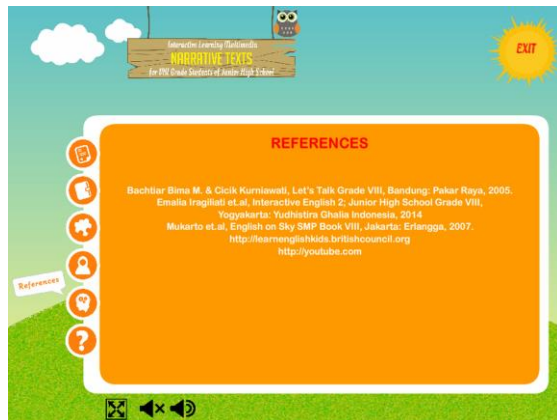 Interactive Learning Multimedia
NARRATIVE TEXTS
for VIII Grade Students of Junior High School
EXIT
REFERENCES
Bachtiar Bima M. & Cicik Kurniawati, Let's Talk Grade VIII, Bandung: Pakar Raya, 2005.
Emalia Iragiliati et.al, Interactive English 2; Junior High School Grade VIII,
Yogyakarta: Yudhistira Ghalia Indonesia, 2014
Mukarto et.al, English on Sky SMP Book VIII, Jakarta: Erlangga, 2007.
http://learnenglishkids.britishcouncil.org
http://youtube.com
References
?